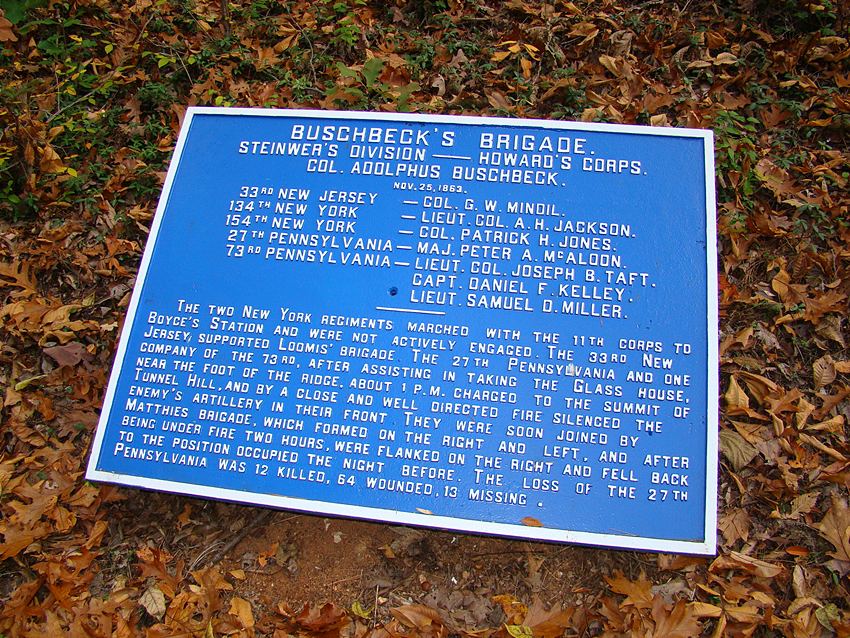 BUSCHBECK'S BRIGADE.
STEINWER'S DIVISION — HOWARD'S CORPS.
COL. ADOLPHUS BUSCHBECK.
NOV. 25, 1863.
33RD NEW JERSEY — COL. G. W. MINDIL.
134TH NEW YORK — LIEUT. COL. A. H. JACKSON.
154TH NEW YORK — COL. PATRICK H. JONES.
27TH PENNSYLVANIA — MAJ. PETER A. McALOON.
73RD PENNSYLVANIA — LIEUT. COL. JOSEPH B. TAFT.
CAPT. DANIEL F. KELLEY.
LIEUT. SAMUEL D. MILLER.
THE TWO NEW YORK REGIMENTS MARCHED WITH THE 11TH CORPS TO
BOYCE'S STATION AND WERE NOT ACTIVELY ENGAGED. THE 33RD NEW
JERSEY, SUPPORTED LOOMIS' BRIGADE. THE 27TH PENNSYLVANIA AND ONE
COMPANY OF THE 73RD, AFTER ASSISTING IN TAKING THE GLASS HOUSE,
NEAR THE FOOT OF THE RIDGE, ABOUT 1 P.M. CHARGED TO THE SUMMIT OF
TUNNEL HILL, AND BY A CLOSE AND WELL DIRECTED FIRE SILENCED THE
ENEMY'S ARTILLERY IN THEIR FRONT. THEY WERE SOON JOINED BY
MATTHIES BRIGADE, WHICH FORMED ON THE RIGHT AND LEFT, AND AFTER
BEING UNDER FIRE TWO HOURS, WERE FLANKED ON THE RIGHT AND FELL BACK
TO THE POSITION OCCUPIED THE NIGHT BEFORE. THE LOSS OF THE 27TH
PENNSYLVANIA WAS 12 KILLED, 64 WOUNDED, 13 MISSING.